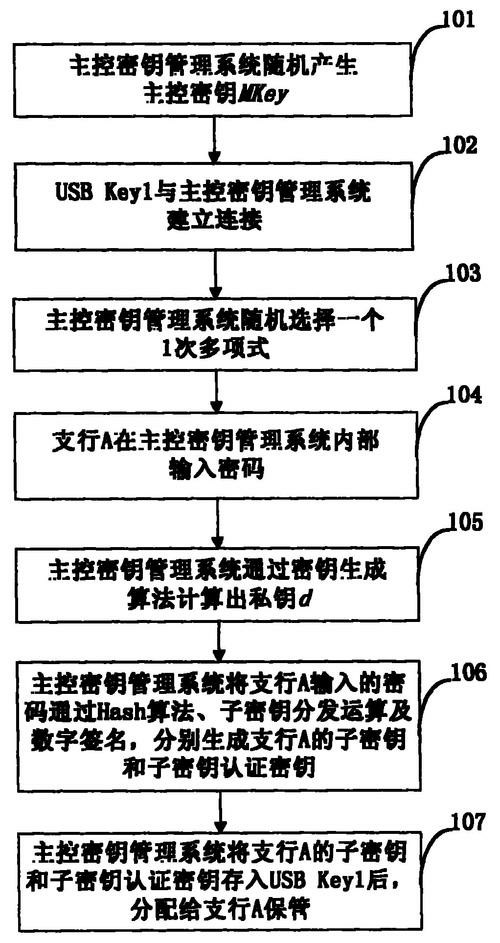 101
主控密钥管理系统随机产生
主控密钥MKey
102
USB Key1与主控密钥管理系统
建立连接
103
主控密钥管理系统随机选择一个
1次多项式
104
支行A在主控密钥管理系统内部
输入密码
105
主控密钥管理系统通过密钥生成
算法计算出私钥d
106
主控密钥管理系统将支行A输入的密
码通过Hash算法、子密钥分发运算及
数字签名，分别生成支行A的子密钥
和子密钥认证密钥
107
主控密钥管理系统将支行A的子密钥
和子密钥认证密钥存入USB Key1后，
分配给支行A保管